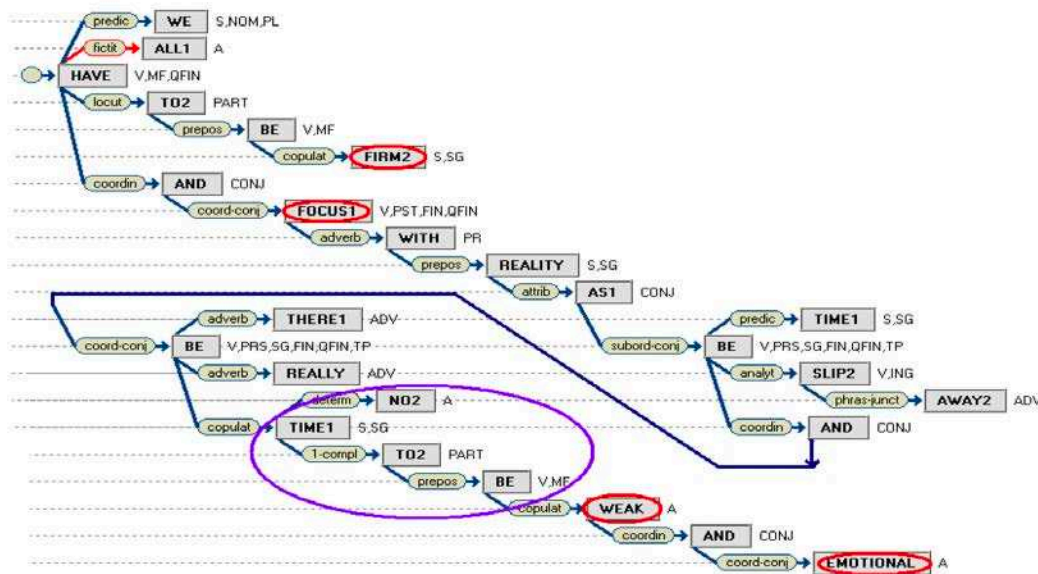 predic WE S,NOM,PL
fictit ALL1 A
HAVE V,MF,QFIN
locut TO2 PART
prepos BE V,MF
copulat FIRM2 S,SG
coordin AND CONJ
coord-conj FOCUS1 V,PST,FIN,QFIN
adverb WITH PR
prepos REALITY S,SG
attrib AS1 CONJ
adverb THERE1 ADV predic TIME1 S,SG
coord-conj BE V,PRS,SG,FIN,QFIN,TP subord-conj BE V,PRS,SG,FIN,QFIN,TP
adverb REALLY ADV analyt SLIP2 V,ING
determ NO2 A phras-junct AWAY2 ADV
copulat TIME1 S,SG coordin AND CONJ
1-compl TO2 PART
prepos BE V,MF
copulat WEAK A
coordin AND CONJ
coord-conj EMOTIONAL A